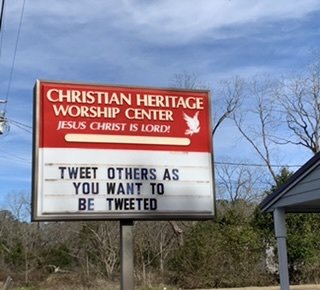 CHRISTIAN HERITAGE
WORSHIP CENTER
JESUS CHRIST IS LORD!
TWEET OTHERS AS
YOU WANT TO
BE TWEETED